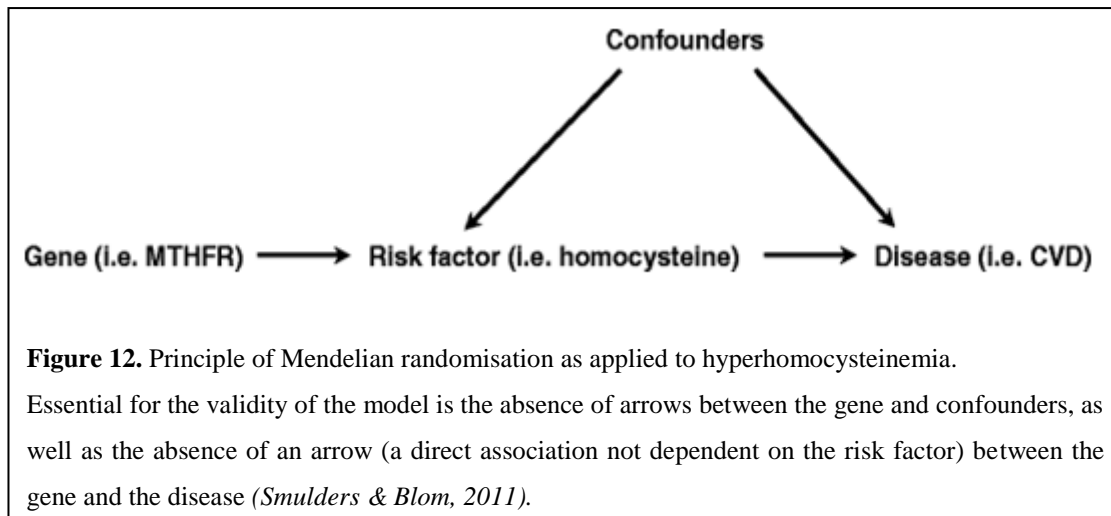 Confounders
Gene (i.e. MTHFR) Risk factor (i.e. homocysteine) Disease (i.e. CVD)
Figure 12. Principle of Mendelian randomisation as applied to hyperhomocysteinemia.
Essential for the validity of the model is the absence of arrows between the gene and confounders, as
well as the absence of an arrow (a direct association not dependent on the risk factor) between the
gene and the disease (Smulders & Blom, 2011).